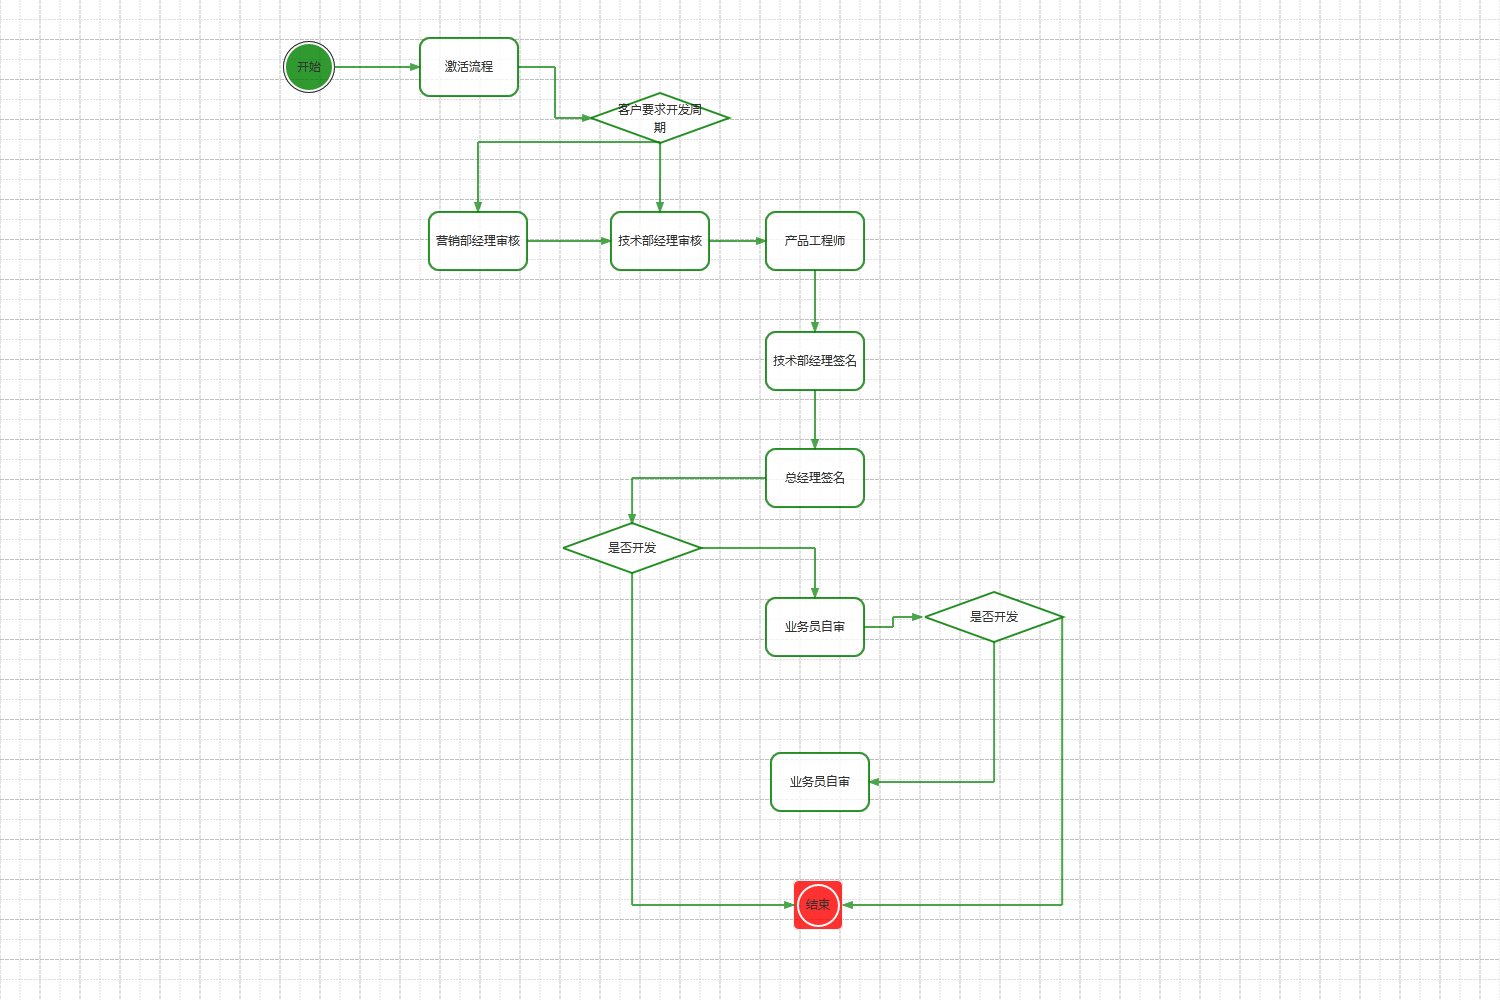 开始
激活流程
客户要求开发周
期
营销部经理审核
技术部经理审核
产品工程师
技术部经理签名
总经理签名
是否开发
业务员自审
是否开发
业务员自审
结束